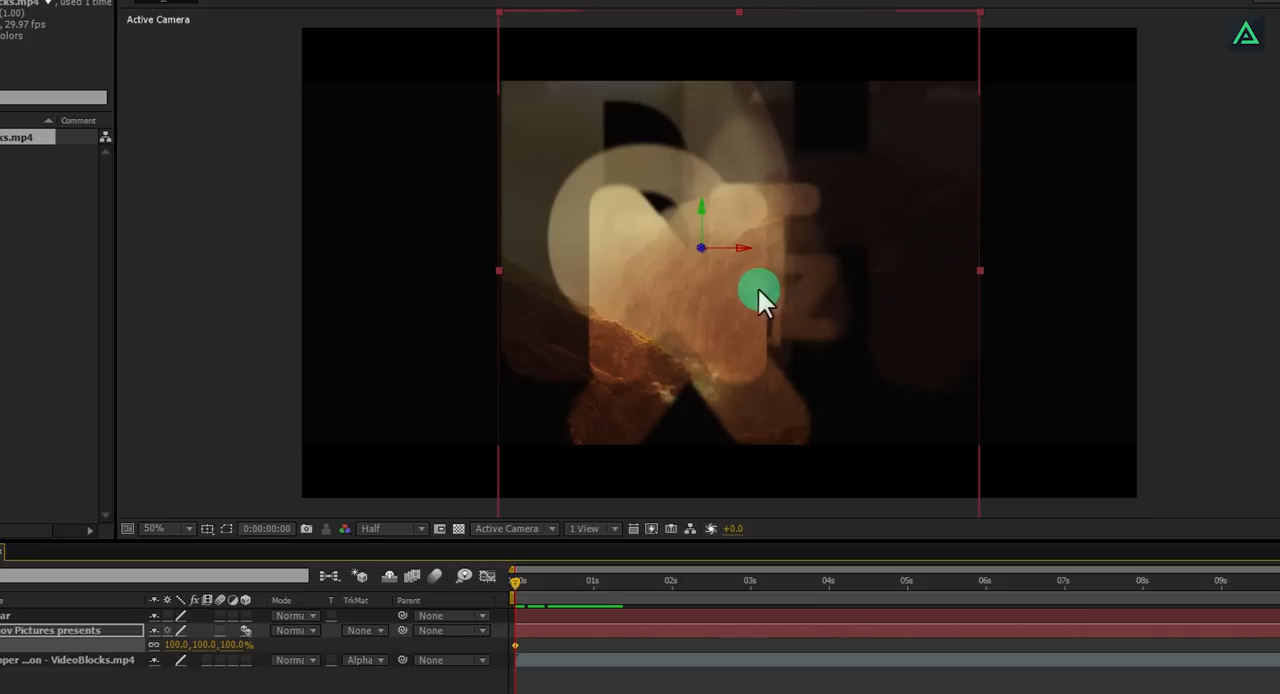 cks.mp4 ▼, used 1 time
(1.00)
, 29.97 fps
olors
Active Camera
Comment
ks.mp4
50%
0:00:00:00
Half
Active Camera
1 View
+0.0
Mode
T
TrkMat
Parent
ar
Norma
None
ov Pictures presents
Norma
None
None
100.0,100.0,100.0%
pper ...on - VideoBlocks.mp4
Norma
Alpha
None
01s
02s
03s
04s
05s
06s
07s
08s
09s